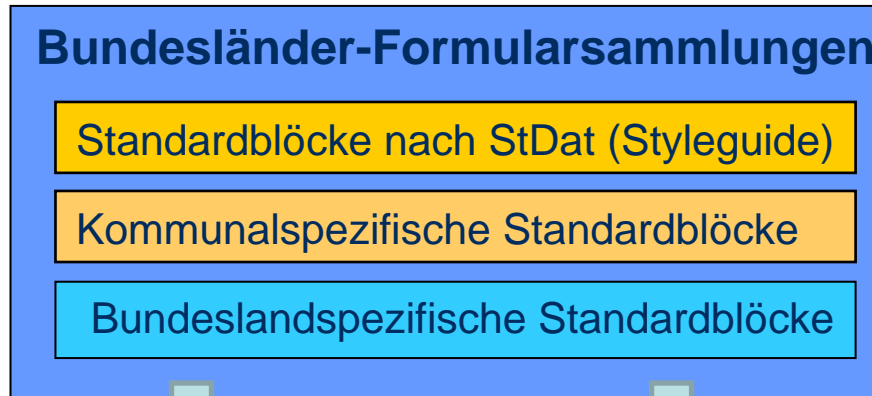 Bundesländer-Formularsammlungen
Standardblöcke nach StDat (Styleguide)
Kommunalspezifische Standardblöcke
Bundeslandspezifische Standardblöcke